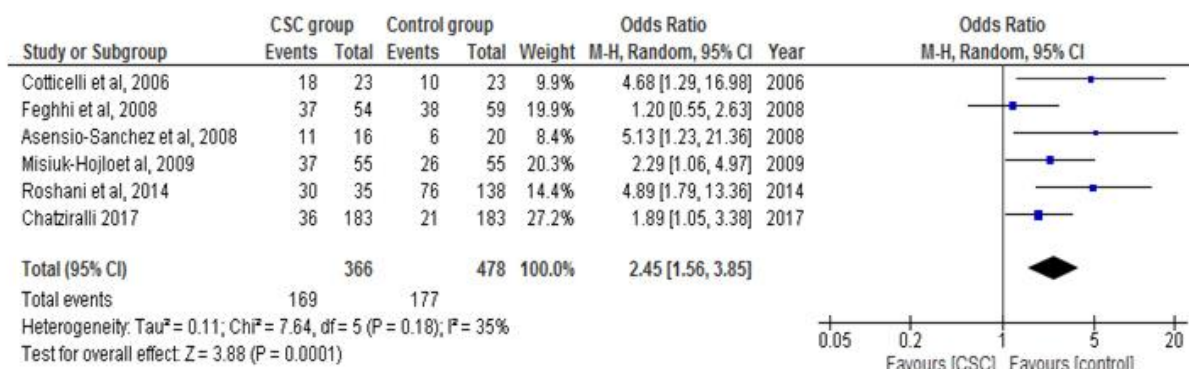 CSC group Control group Odds Ratio Odds Ratio
Study or Subgroup Events Total Events Total Weight M-H, Random, 95% CI Year M-H, Random, 95% CI
Cotticelli et al, 2006 18 23 10 23 9.9% 4.68 [1.29, 16.98] 2006
Feghhi et al, 2008 37 54 38 59 19.9% 1.20 [0.55, 2.63] 2008
Asensio-Sanchez et al, 2008 11 16 6 20 8.4% 5.13 [1.23, 21.36] 2008
Misiuk-Hojloet al, 2009 37 55 26 55 20.3% 2.29 [1.06, 4.97] 2009
Roshani et al, 2014 30 35 76 138 14.4% 4.89 [1.79, 13.36] 2014
Chatziralli 2017 36 183 21 183 27.2% 1.89 [1.05, 3.38] 2017
Total (95% CI) 366 478 100.0% 2.45 [1.56, 3.85]
Total events 169 177
Heterogeneity: Tau² = 0.11; Chi² = 7.64, df = 5 (P = 0.18); I² = 35%
Test for overall effect: Z = 3.88 (P = 0.0001)
0.05 0.2 1 5 20
Favours [CSC] Favours [control]